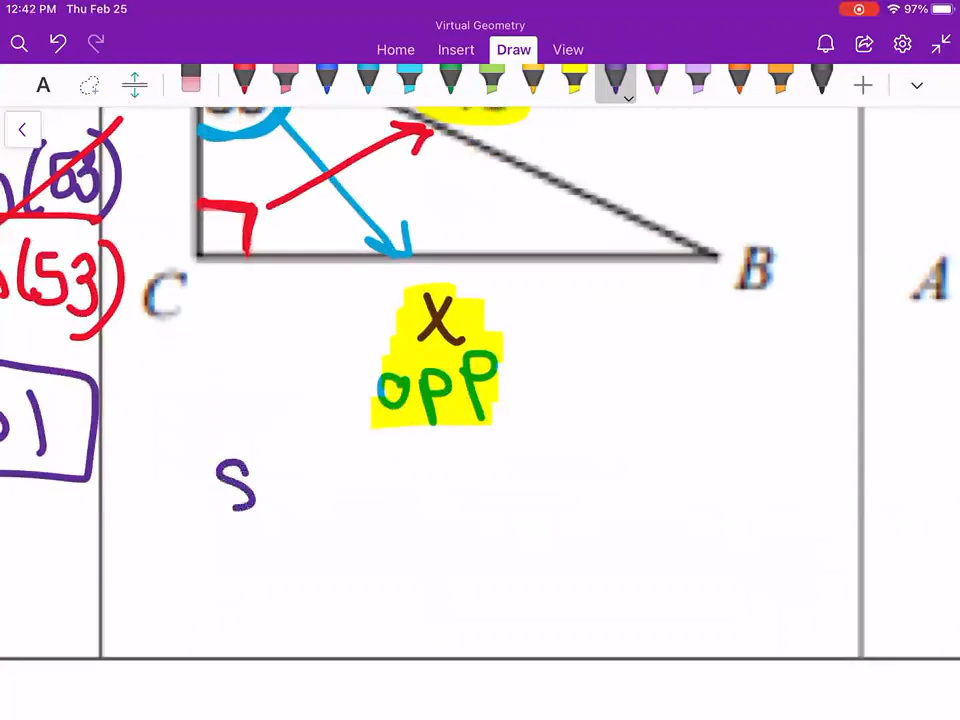 12:42 PM Thu Feb 25
97%
Virtual Geometry
Home Insert Draw View
A
(53)
(53)
C
B
A
x
opp
S